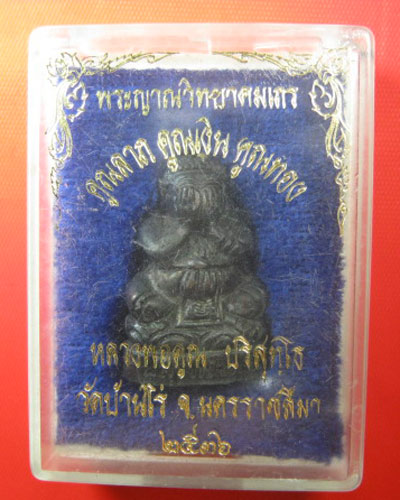 พระญาณวิทยาคมเถร
คูณลาภ คูณเงิน คูณทอง
หลวงพ่อคูณ ปริสุทโธ
วัดบ้านไร่ จ.นครราชสีมา
๒๕๓๖